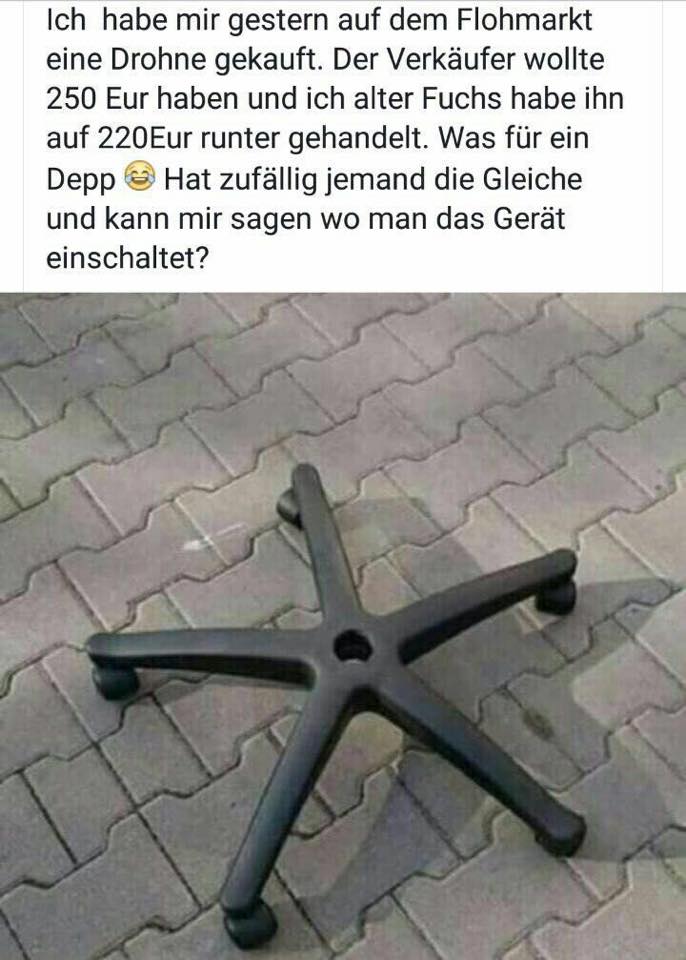 Ich  habe mir gestern auf dem Flohmarkt
eine Drohne gekauft. Der Verkäufer wollte
250 Eur haben und ich alter Fuchs habe ihn
auf 220Eur runter gehandelt. Was für ein
Depp 😂 Hat zufällig jemand die Gleiche
und kann mir sagen wo man das Gerät
einschaltet?